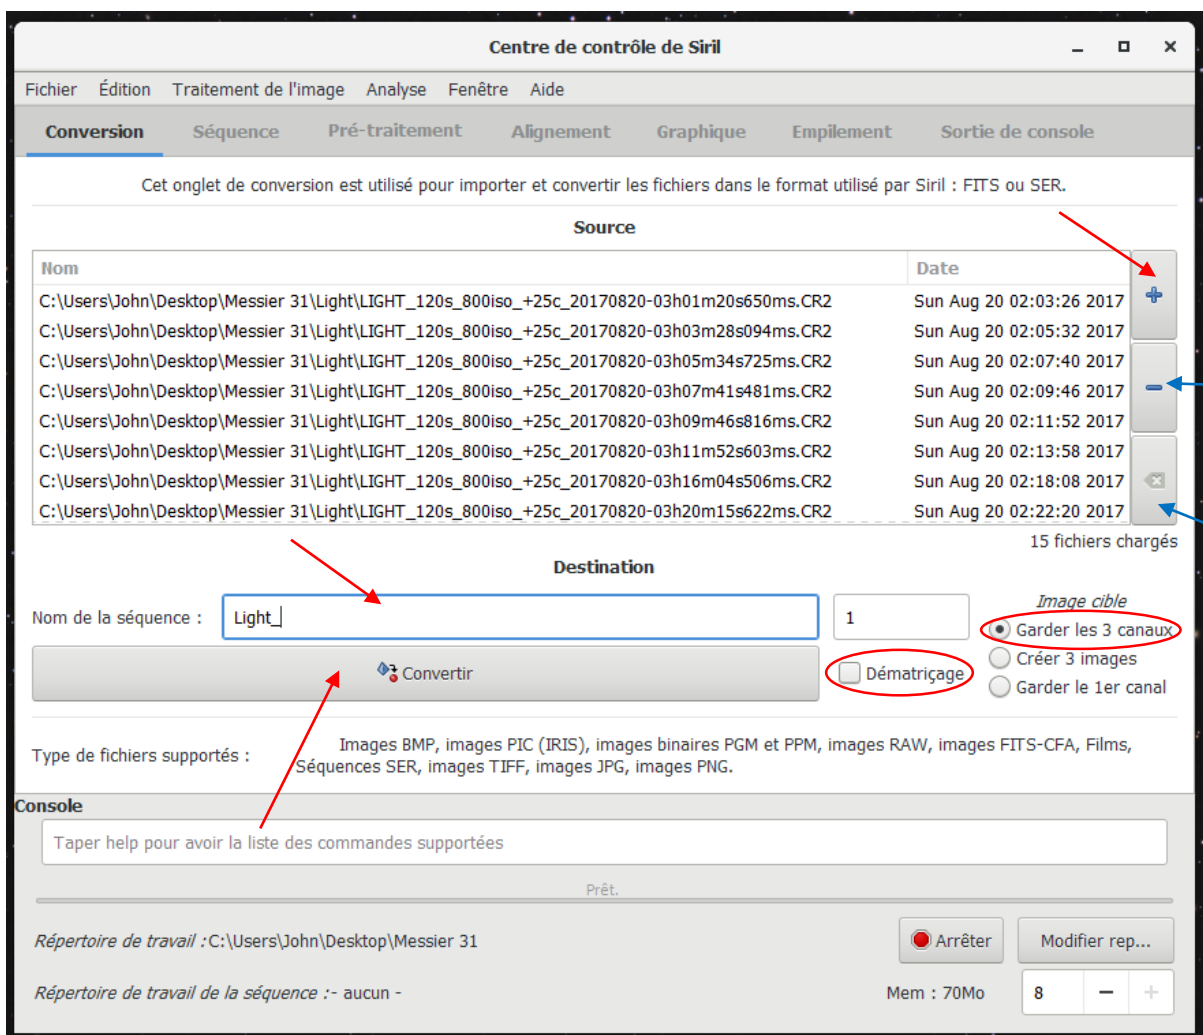 Centre de contrôle de Siril
Fichier Édition Traitement de l'image Analyse Fenêtre Aide
Conversion Séquence Pré-traitement Alignement Graphique Empilement Sortie de console
Cet onglet de conversion est utilisé pour importer et convertir les fichiers dans le format utilisé par Siril : FITS ou SER.
Source
Nom Date
C:\Users\John\Desktop\Messier 31\Light\LIGHT_120s_800iso_+25c_20170820-03h01m20s650ms.CR2 Sun Aug 20 02:03:26 2017
C:\Users\John\Desktop\Messier 31\Light\LIGHT_120s_800iso_+25c_20170820-03h03m28s094ms.CR2 Sun Aug 20 02:05:32 2017
C:\Users\John\Desktop\Messier 31\Light\LIGHT_120s_800iso_+25c_20170820-03h05m34s725ms.CR2 Sun Aug 20 02:07:40 2017
C:\Users\John\Desktop\Messier 31\Light\LIGHT_120s_800iso_+25c_20170820-03h07m41s481ms.CR2 Sun Aug 20 02:09:46 2017
C:\Users\John\Desktop\Messier 31\Light\LIGHT_120s_800iso_+25c_20170820-03h09m46s816ms.CR2 Sun Aug 20 02:11:52 2017
C:\Users\John\Desktop\Messier 31\Light\LIGHT_120s_800iso_+25c_20170820-03h11m52s603ms.CR2 Sun Aug 20 02:13:58 2017
C:\Users\John\Desktop\Messier 31\Light\LIGHT_120s_800iso_+25c_20170820-03h16m04s506ms.CR2 Sun Aug 20 02:18:08 2017
C:\Users\John\Desktop\Messier 31\Light\LIGHT_120s_800iso_+25c_20170820-03h20m15s622ms.CR2 Sun Aug 20 02:22:20 2017
15 fichiers chargés
Destination
Nom de la séquence : Light_ 1
Image cible
Garder les 3 canaux
Créer 3 images
Garder le 1er canal
Convertir Dématriçage
Type de fichiers supportés : Images BMP, images PIC (IRIS), images binaires PGM et PPM, images RAW, images FITS-CFA, Films,
Séquences SER, images TIFF, images JPG, images PNG.
Console
Taper help pour avoir la liste des commandes supportées
Prêt.
Répertoire de travail : C:\Users\John\Desktop\Messier 31 Arrêter Modifier rep...
Répertoire de travail de la séquence : - aucun - Mem : 70Mo 8